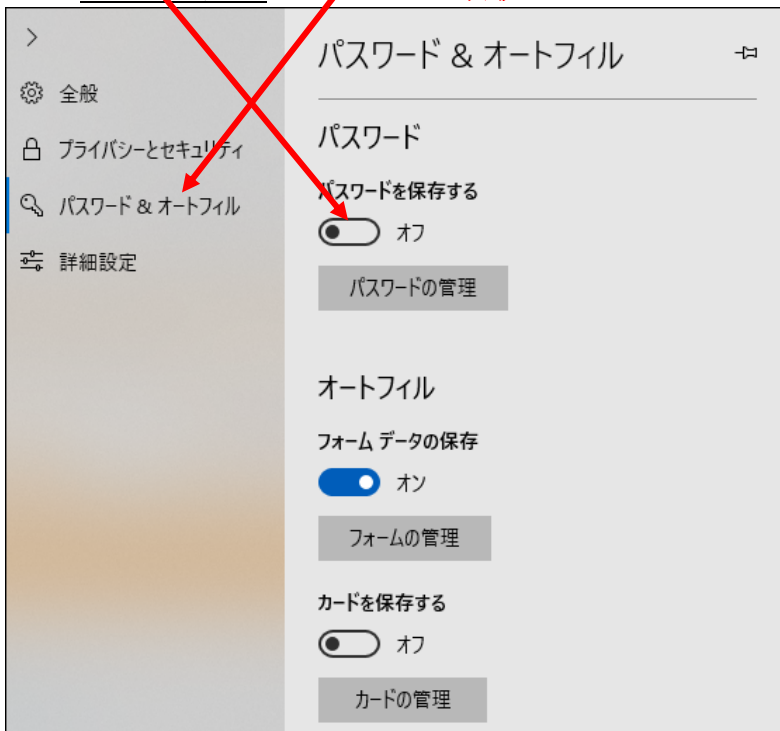 全般
プライバシーとセキュリティ
パスワード & オートフィル
詳細設定
パスワード & オートフィル
パスワード
パスワードを保存する
オフ
パスワードの管理
オートフィル
フォーム データの保存
オン
フォームの管理
カードを保存する
オフ
カードの管理